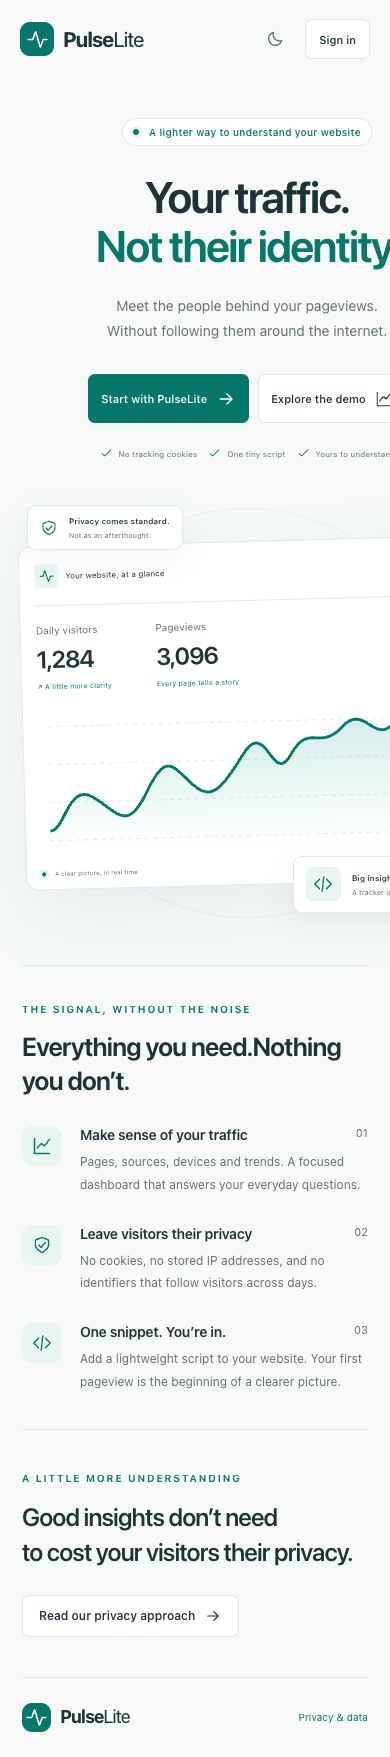 PulseLite
Sign in
A lighter way to understand your website
Your traffic.
Not their identity
Meet the people behind your pageviews.
Without following them around the internet.
Start with PulseLite
Explore the demo
No tracking cookies
One tiny script
Yours to understan
Privacy comes standard.
Not as an afterthought.
Your website, at a glance
Daily visitors
Pageviews
1,284
3,096
↗ A little more clarity
Every page tells a story
A clear picture, in real time
Big insigh
A tracker u
THE SIGNAL, WITHOUT THE NOISE
Everything you need.Nothing
you don’t.
Make sense of your traffic
01
Pages, sources, devices and trends. A focused
dashboard that answers your everyday questions.
Leave visitors their privacy
02
No cookies, no stored IP addresses, and no
identifiers that follow visitors across days.
One snippet. You’re in.
03
Add a lightweight script to your website. Your first
pageview is the beginning of a clearer picture.
A LITTLE MORE UNDERSTANDING
Good insights don’t need
to cost your visitors their privacy.
Read our privacy approach
PulseLite
Privacy & data